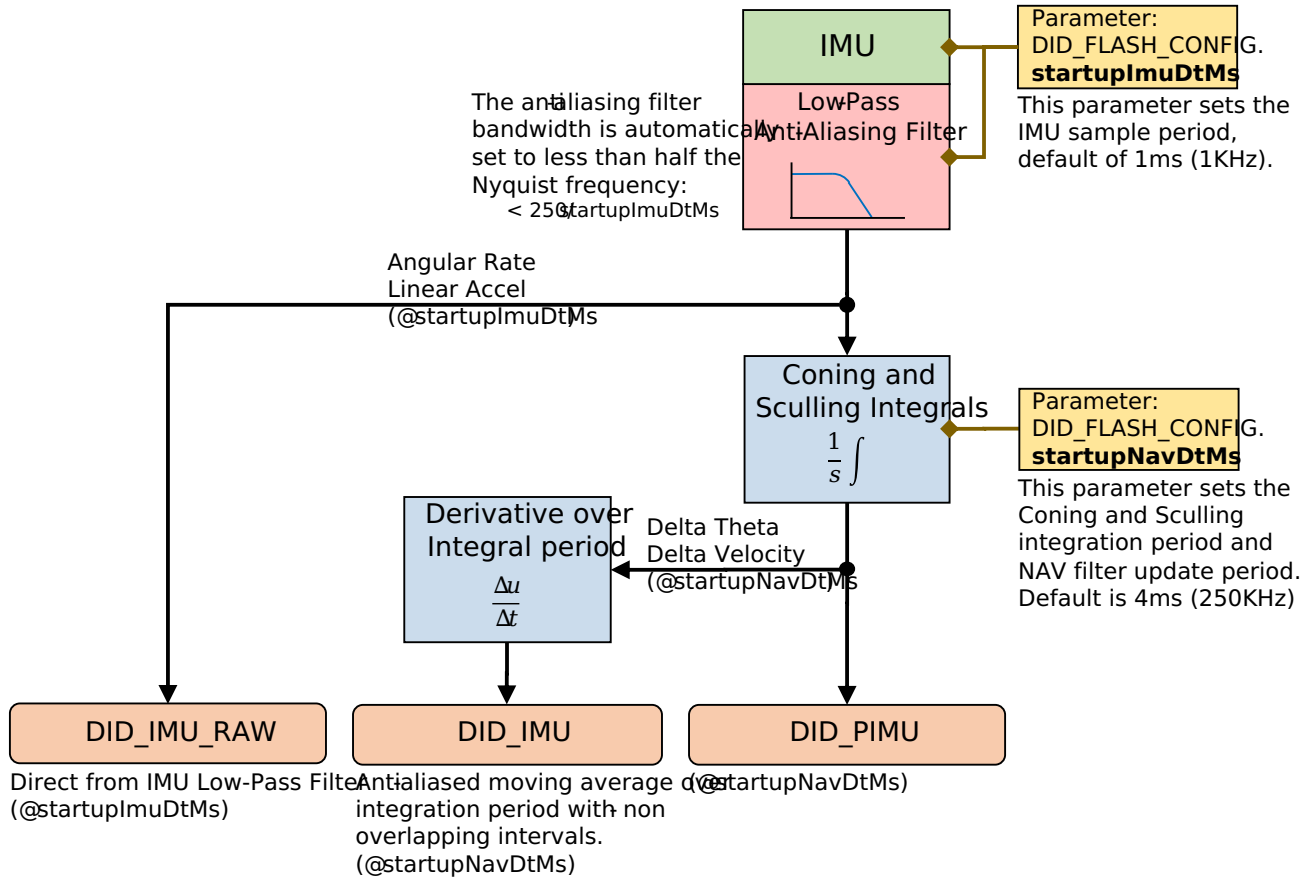 IMU
Low-Pass
Anti-Aliasing Filter
Parameter:
DID_FLASH_CONFIG.
startupImuDtMs
This parameter sets the
IMU sample period,
default of 1ms (1KHz).
The anti-aliasing filter
bandwidth is automatically
set to less than half the
Nyquist frequency:
< 250/startupImuDtMs
Angular Rate
Linear Accel
(@startupImuDtMs)
Coning and
Sculling Integrals
1/s ∫
Parameter:
DID_FLASH_CONFIG.
startupNavDtMs
This parameter sets the
Coning and Sculling
integration period and
NAV filter update period.
Default is 4ms (250KHz)
Derivative over
Integral period
Δu/Δt
Delta Theta
Delta Velocity
(@startupNavDtMs)
DID_IMU_RAW
Direct from IMU Low-Pass Filter
(@startupImuDtMs)
DID_IMU
Anti-aliased moving average over
integration period with non-
overlapping intervals.
(@startupNavDtMs)
DID_PIMU
(@startupNavDtMs)